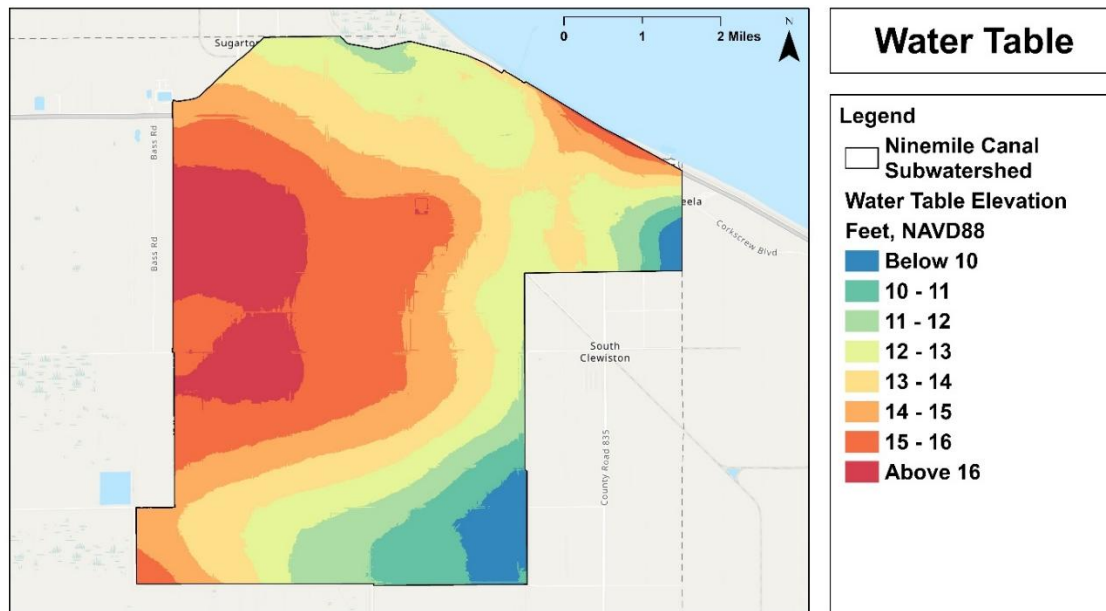 Sugarto
0 1 2 Miles
N
Bass Rd
Bass Rd
eela
Corkscrew Blvd
South
Clewiston
County Road 835
Water Table
Legend
Ninemile Canal
Subwatershed
Water Table Elevation
Feet, NAVD88
Below 10
10 - 11
11 - 12
12 - 13
13 - 14
14 - 15
15 - 16
Above 16